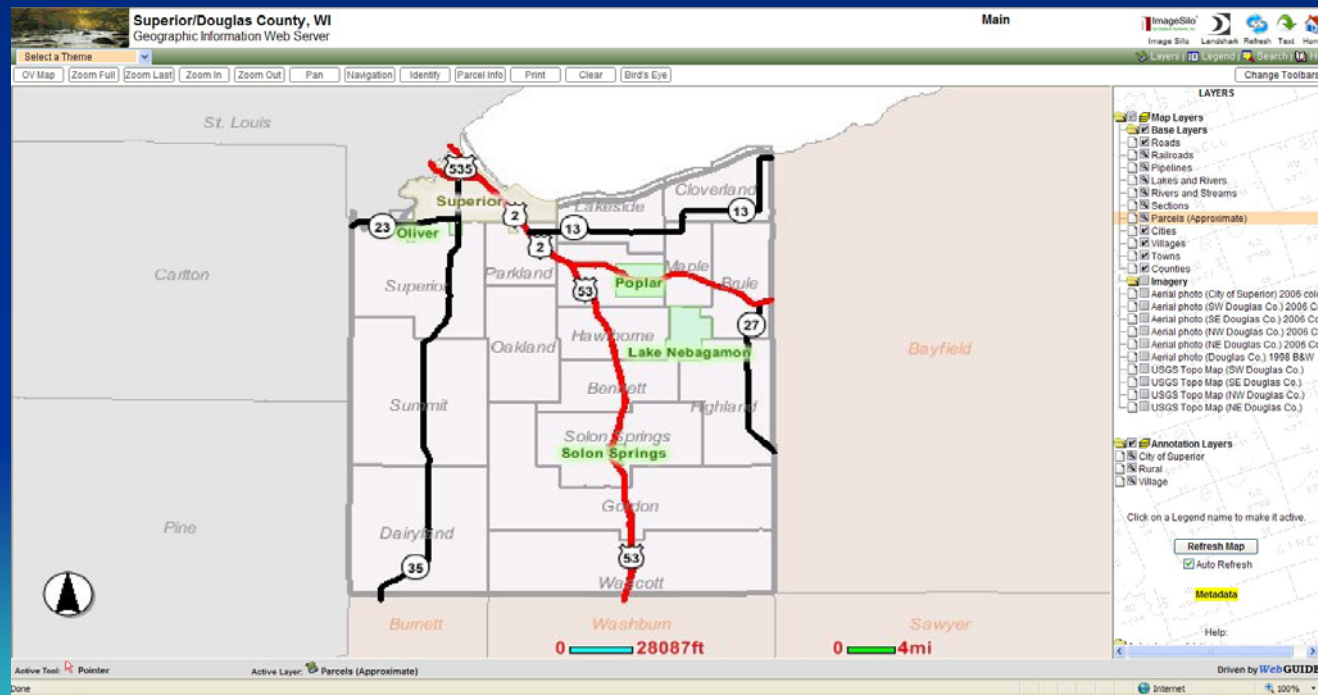 Superior/Douglas County, WI
Geographic Information Web Server
Main
ImageSilo
Image Silo Landshark Refresh Text Hom
Select a Theme
Layers | Legend | Search | H
OV Map Zoom Full Zoom Last Zoom In Zoom Out Pan Navigation Identify Parcel Info Print Clear Bird's Eye
Change Toolbars
St. Louis
535
Cloverland
Superior
Lakeside
2
13
23
13
Oliver
2
Carlton
Superior
Parkland
Maple
Poplar
Brule
53
27
Hawthorne
Oakland
Lake Nebagamon
Bayfield
Bennett
Summit
Highland
Solon Springs
Solon Springs
Gordon
Pine
Dairyland
53
35
Wascott
Burnett
Washburn
Sawyer
0 28087ft
0 4mi
LAYERS
Map Layers
Base Layers
Roads
Railroads
Pipelines
Lakes and Rivers
Rivers and Streams
Sections
Parcels (Approximate)
Cities
Villages
Towns
Counties
Imagery
Aerial photo (City of Superior) 2006 colo
Aerial photo (SW Douglas Co.) 2006 Co
Aerial photo (SE Douglas Co.) 2006 Co
Aerial photo (NW Douglas Co.) 2006 Co
Aerial photo (NE Douglas Co.) 2006 Co
Aerial photo (Douglas Co.) 1998 B&W
USGS Topo Map (SW Douglas Co.)
USGS Topo Map (SE Douglas Co.)
USGS Topo Map (NW Douglas Co.)
USGS Topo Map (NE Douglas Co.)
Annotation Layers
City of Superior
Rural
Village
Click on a Legend name to make it active.
Refresh Map
Auto Refresh
Metadata
Help:
Active Tool: Pointer
Active Layer: Parcels (Approximate)
Driven by WebGUIDE
Done
Internet
100%